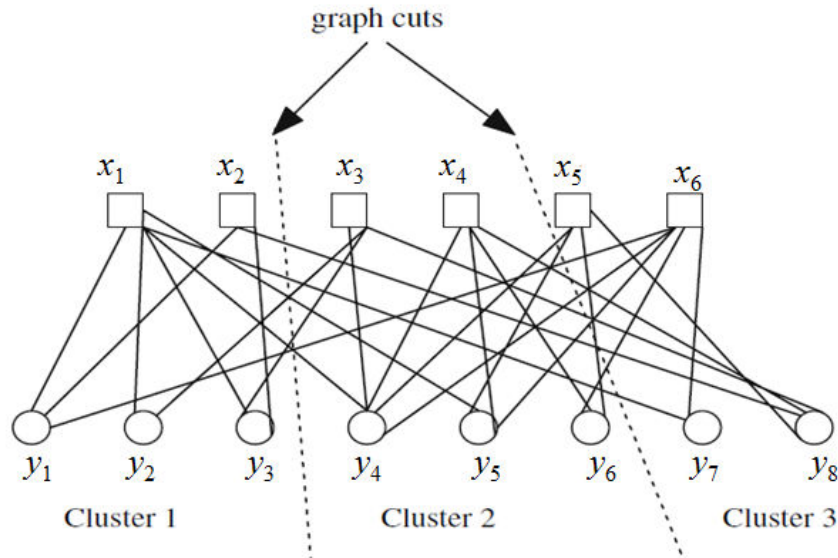 graph cuts
x₁ x₂ x₃ x₄ x₅ x₆
y₁ y₂ y₃ y₄ y₅ y₆ y₇ y₈
Cluster 1 Cluster 2 Cluster 3